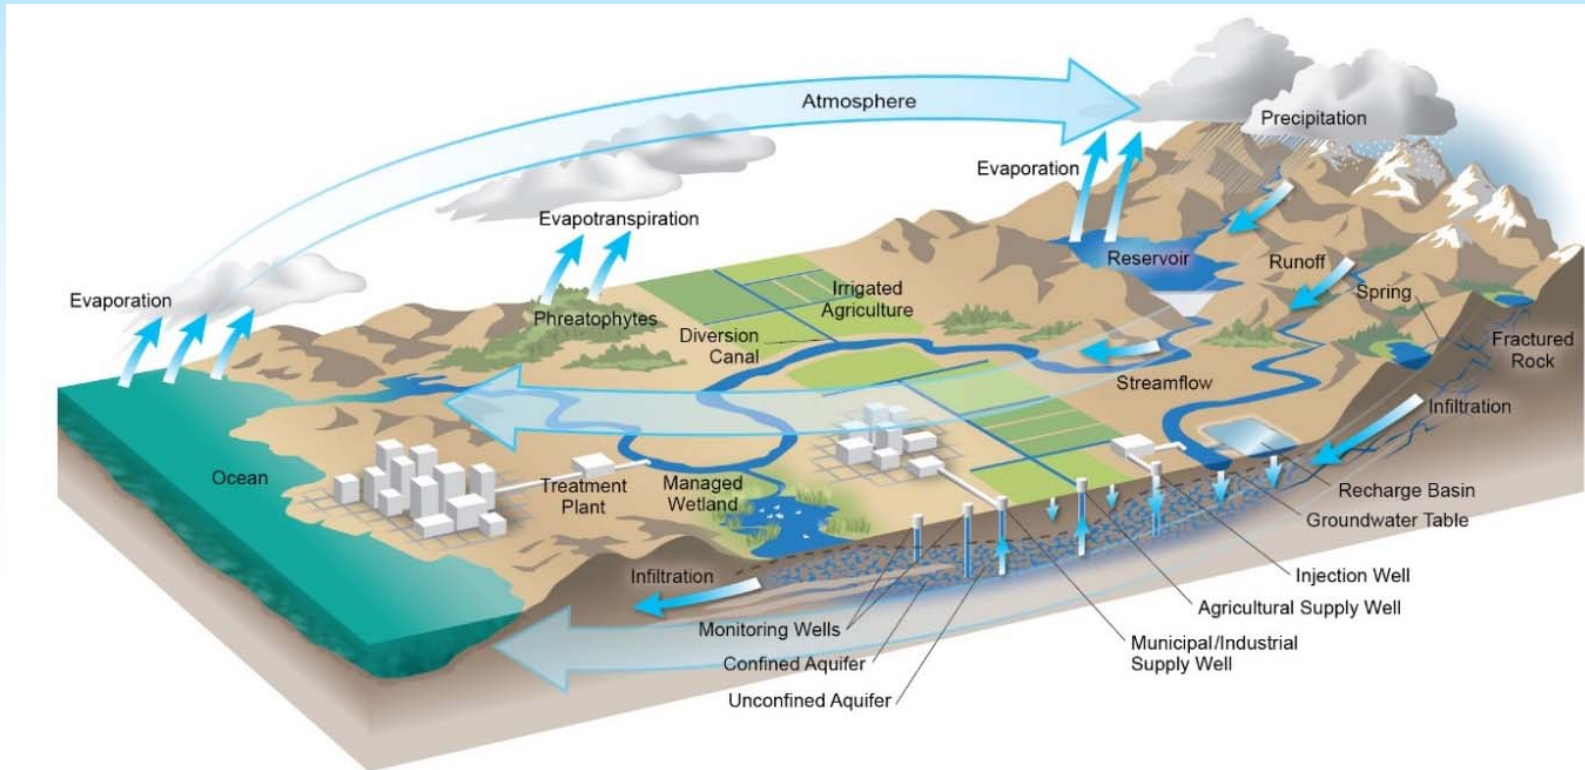 Atmosphere
Precipitation
Evaporation
Evapotranspiration
Reservoir
Runoff
Evaporation
Spring
Irrigated
Agriculture
Phreatophytes
Diversion
Canal
Fractured
Rock
Streamflow
Infiltration
Ocean
Treatment
Plant
Managed
Wetland
Recharge Basin
Groundwater Table
Infiltration
Injection Well
Agricultural Supply Well
Monitoring Wells
Municipal/Industrial
Supply Well
Confined Aquifer
Unconfined Aquifer